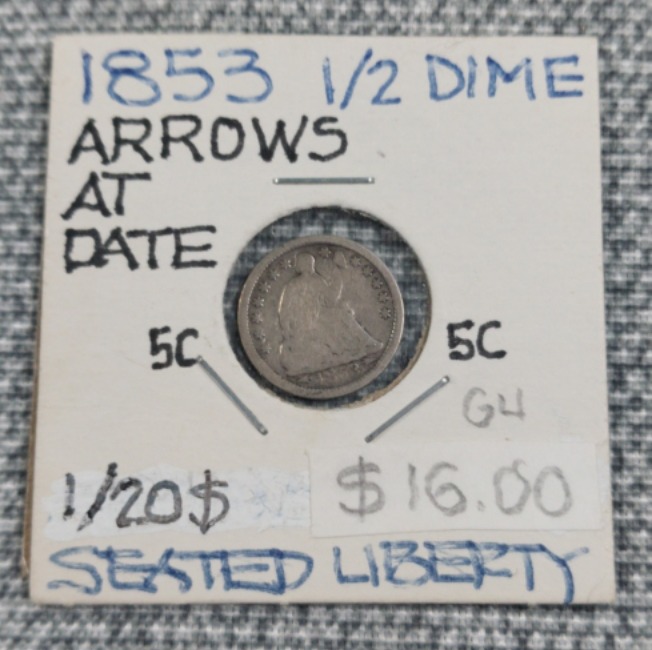 1853 1/2 DIME
ARROWS
AT
DATE
5C 5C
G4
1/20$ $16.00
SEATED LIBERTY